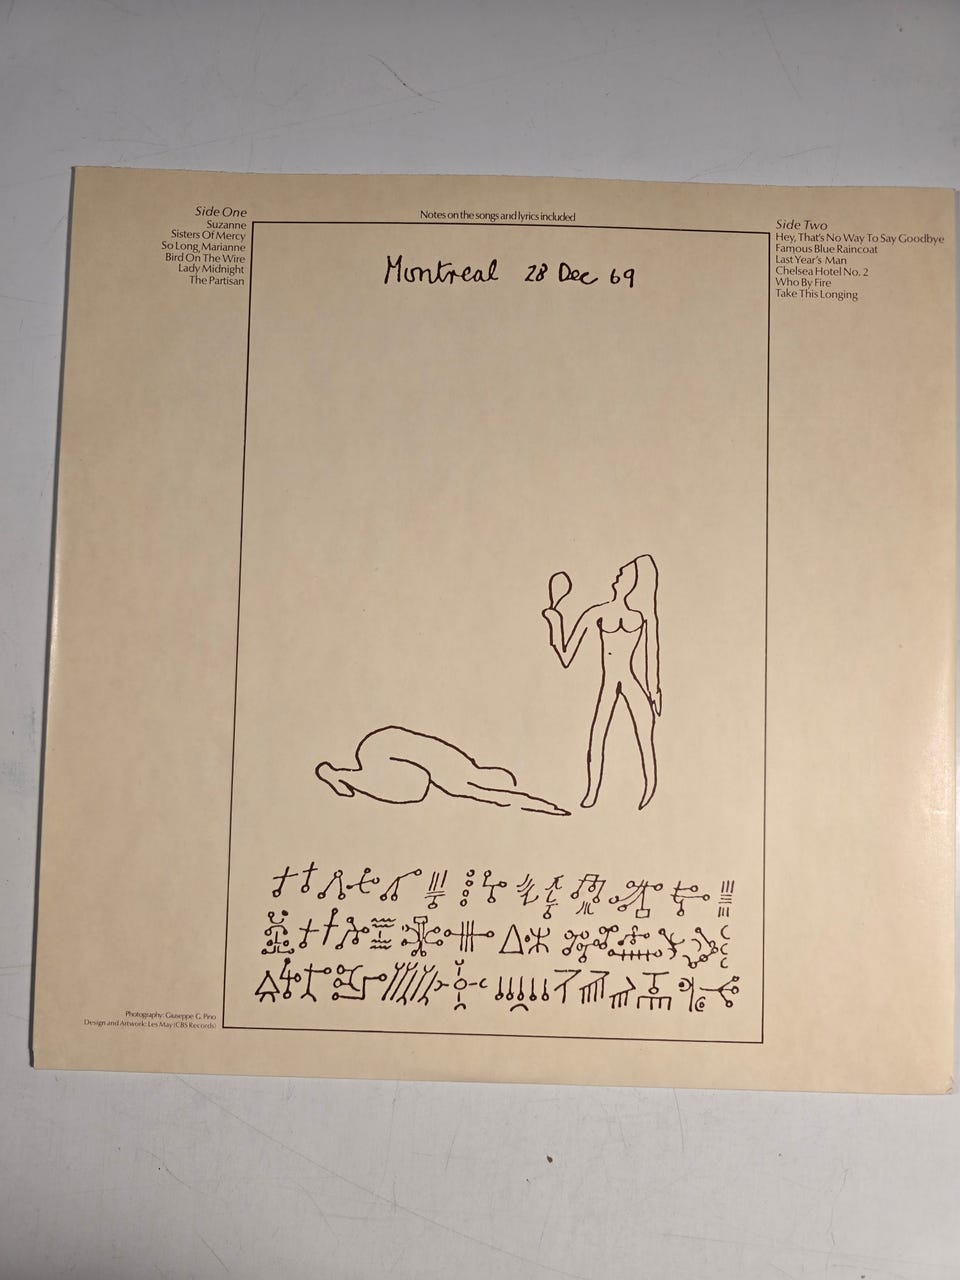 Side One
Suzanne
Sisters Of Mercy
So Long, Marianne
Bird On The Wire
Lady Midnight
The Partisan
Notes on the songs and lyrics included
Side Two
Hey, That's No Way To Say Goodbye
Famous Blue Raincoat
Last Year's Man
Chelsea Hotel No. 2
Who By Fire
Take This Longing
Montreal 28 Dec 69
Photography: Giuseppe G. Pino
Design and Artwork: Les May (CBS Records)